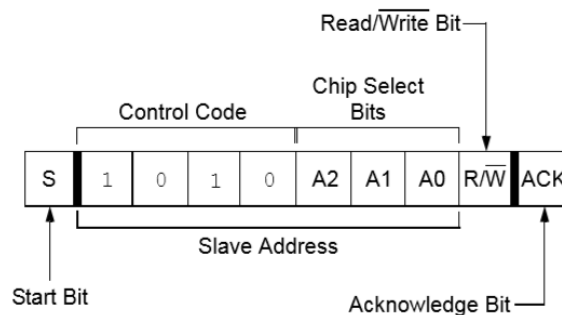 Read/Write Bit
Chip Select
Control Code Bits
S 1 0 1 0 A2 A1 A0 R/W ACK
Slave Address
Start Bit
Acknowledge Bit